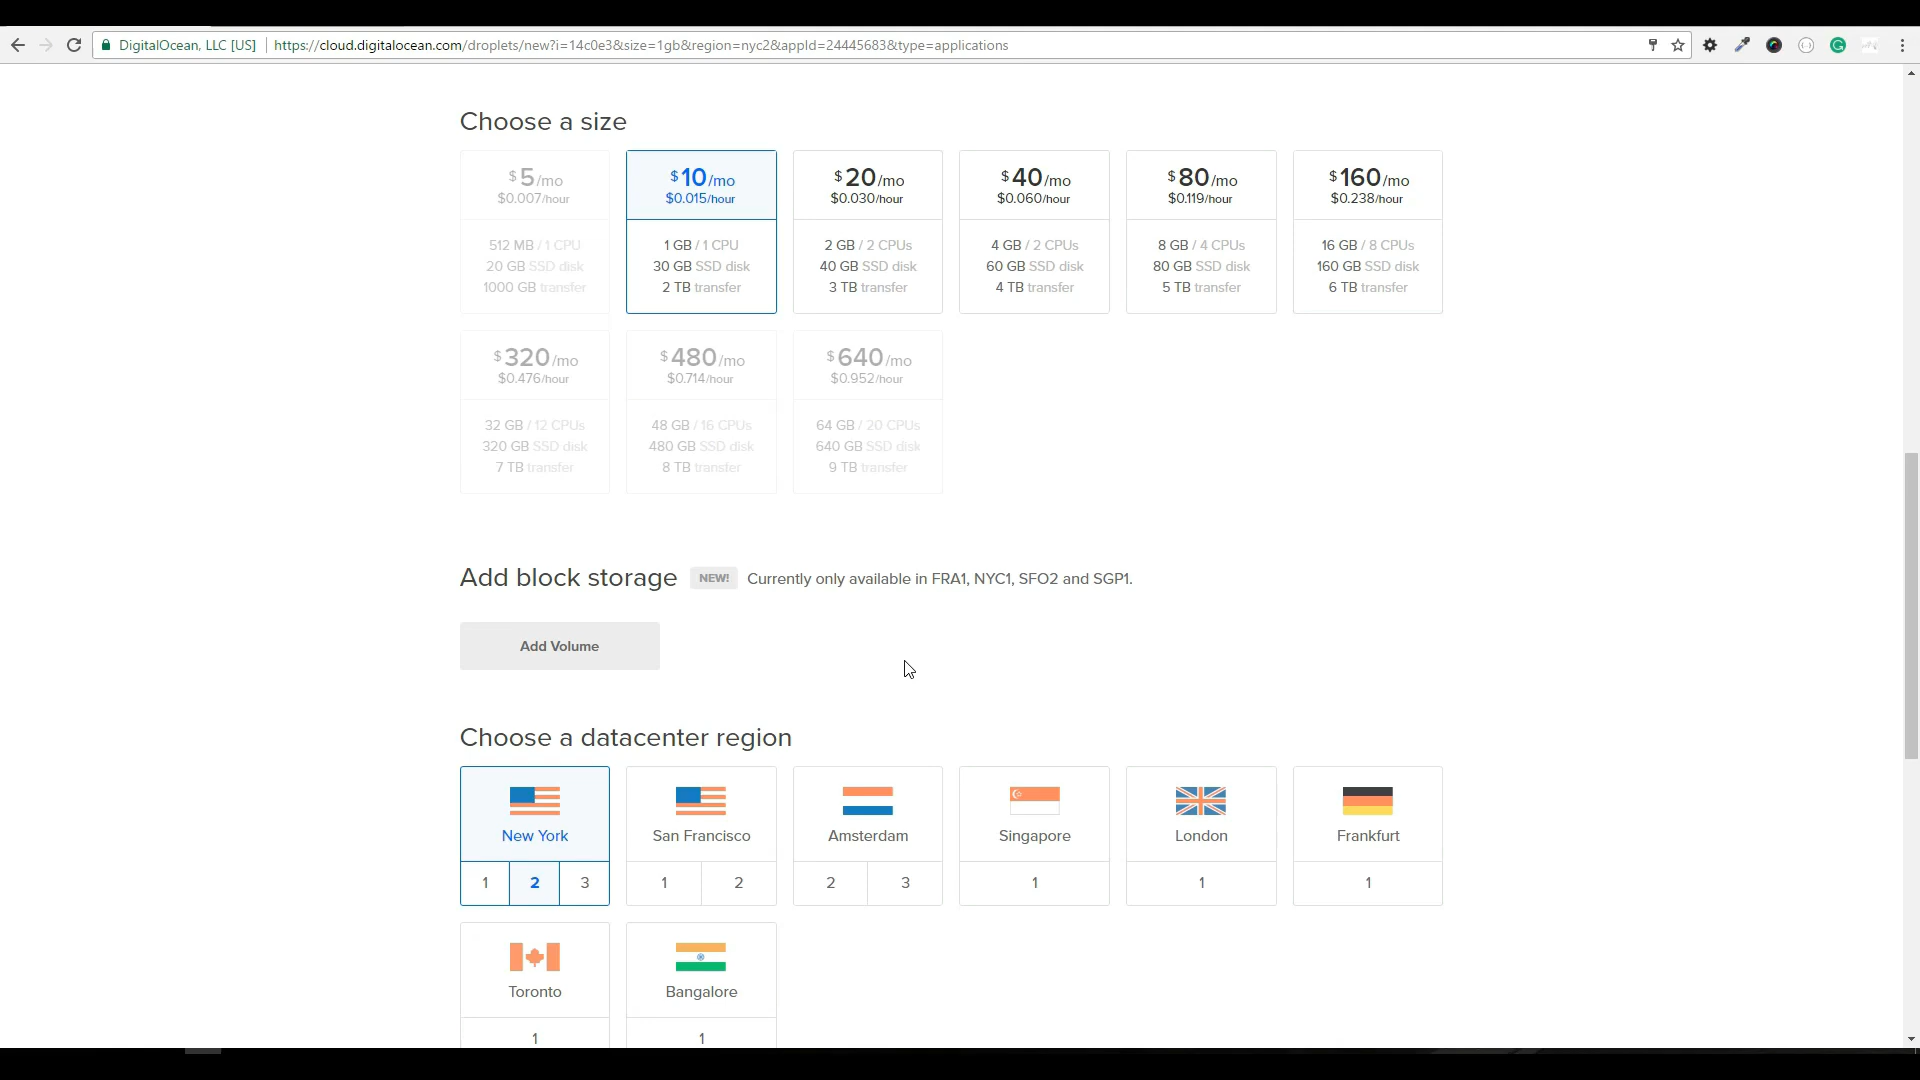 DigitalOcean, LLC [US] https://cloud.digitalocean.com/droplets/new?i=14c0e3&size=1gb&region=nyc2&appId=24445683&type=applications
Choose a size
$5/mo
$0.007/hour
512 MB / 1 CPU
20 GB SSD disk
1000 GB transfer
$10/mo
$0.015/hour
1 GB / 1 CPU
30 GB SSD disk
2 TB transfer
$20/mo
$0.030/hour
2 GB / 2 CPUs
40 GB SSD disk
3 TB transfer
$40/mo
$0.060/hour
4 GB / 2 CPUs
60 GB SSD disk
4 TB transfer
$80/mo
$0.119/hour
8 GB / 4 CPUs
80 GB SSD disk
5 TB transfer
$160/mo
$0.238/hour
16 GB / 8 CPUs
160 GB SSD disk
6 TB transfer
$320/mo
$0.476/hour
32 GB / 12 CPUs
320 GB SSD disk
7 TB transfer
$480/mo
$0.714/hour
48 GB / 16 CPUs
480 GB SSD disk
8 TB transfer
$640/mo
$0.952/hour
64 GB / 20 CPUs
640 GB SSD disk
9 TB transfer
Add block storage NEW! Currently only available in FRA1, NYC1, SFO2 and SGP1.
Add Volume
Choose a datacenter region
New York
1 2 3
San Francisco
1 2
Amsterdam
2 3
Singapore
1
London
1
Frankfurt
1
Toronto
1
Bangalore
1